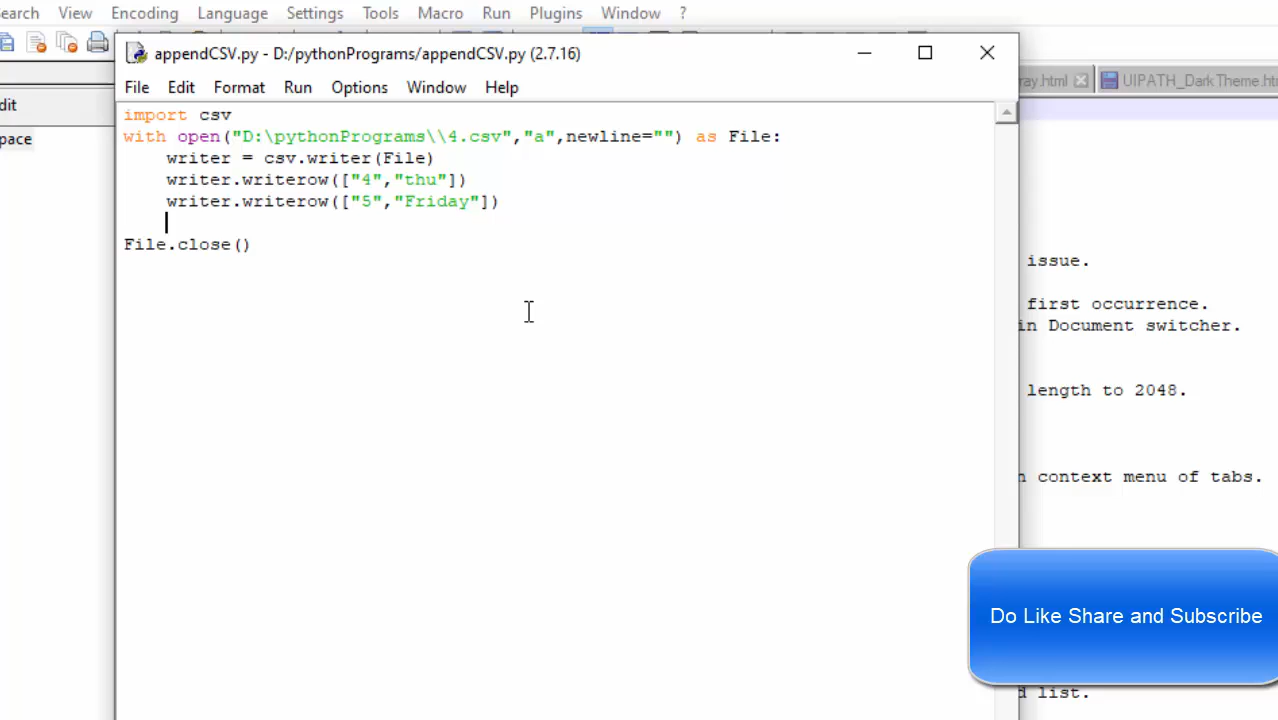 earch View Encoding Language Settings Tools Macro Run Plugins Window ?
appendCSV.py - D:/pythonPrograms/appendCSV.py (2.7.16)
File Edit Format Run Options Window Help
ray.html UIPATH_Dark Theme.ht
dit
pace
import csv
with open("D:\pythonPrograms\\4.csv","a",newline="") as File:
writer = csv.writer(File)
writer.writerow(["4","thu"])
writer.writerow(["5","Friday"])
File.close()
issue.
first occurrence.
in Document switcher.
length to 2048.
n context menu of tabs.
Do Like Share and Subscribe
d list.